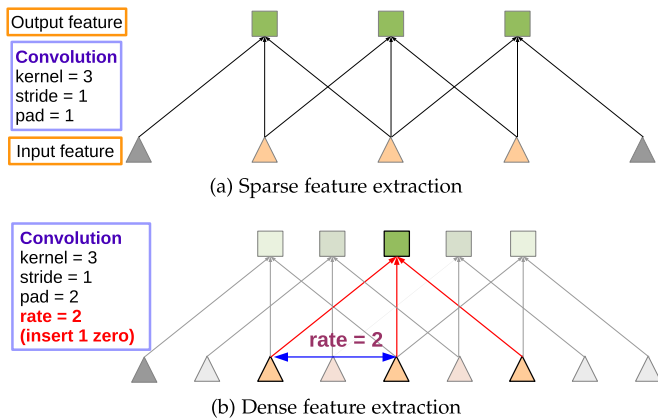 Output feature
Convolution
kernel = 3
stride = 1
pad = 1
Input feature
(a) Sparse feature extraction
Convolution
kernel = 3
stride = 1
pad = 2
rate = 2
(insert 1 zero)
rate = 2
(b) Dense feature extraction